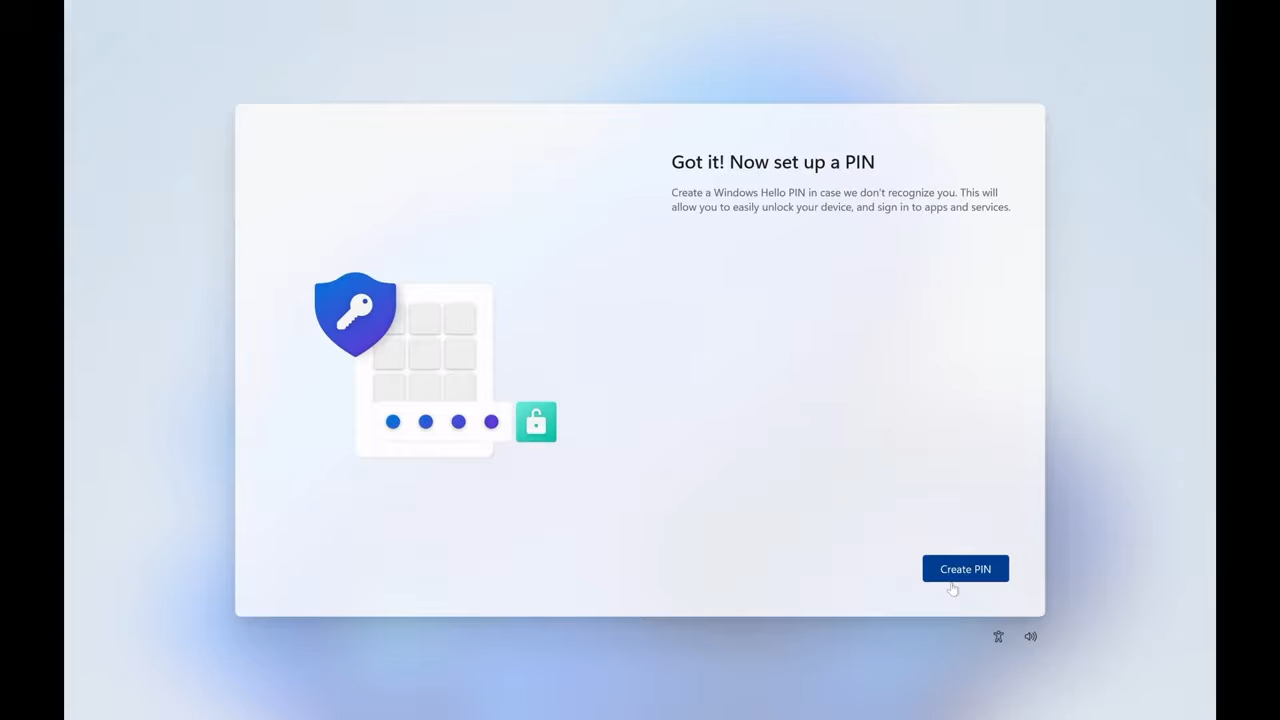 Got it! Now set up a PIN
Create a Windows Hello PIN in case we don't recognize you. This will
allow you to easily unlock your device, and sign in to apps and services.
Create PIN